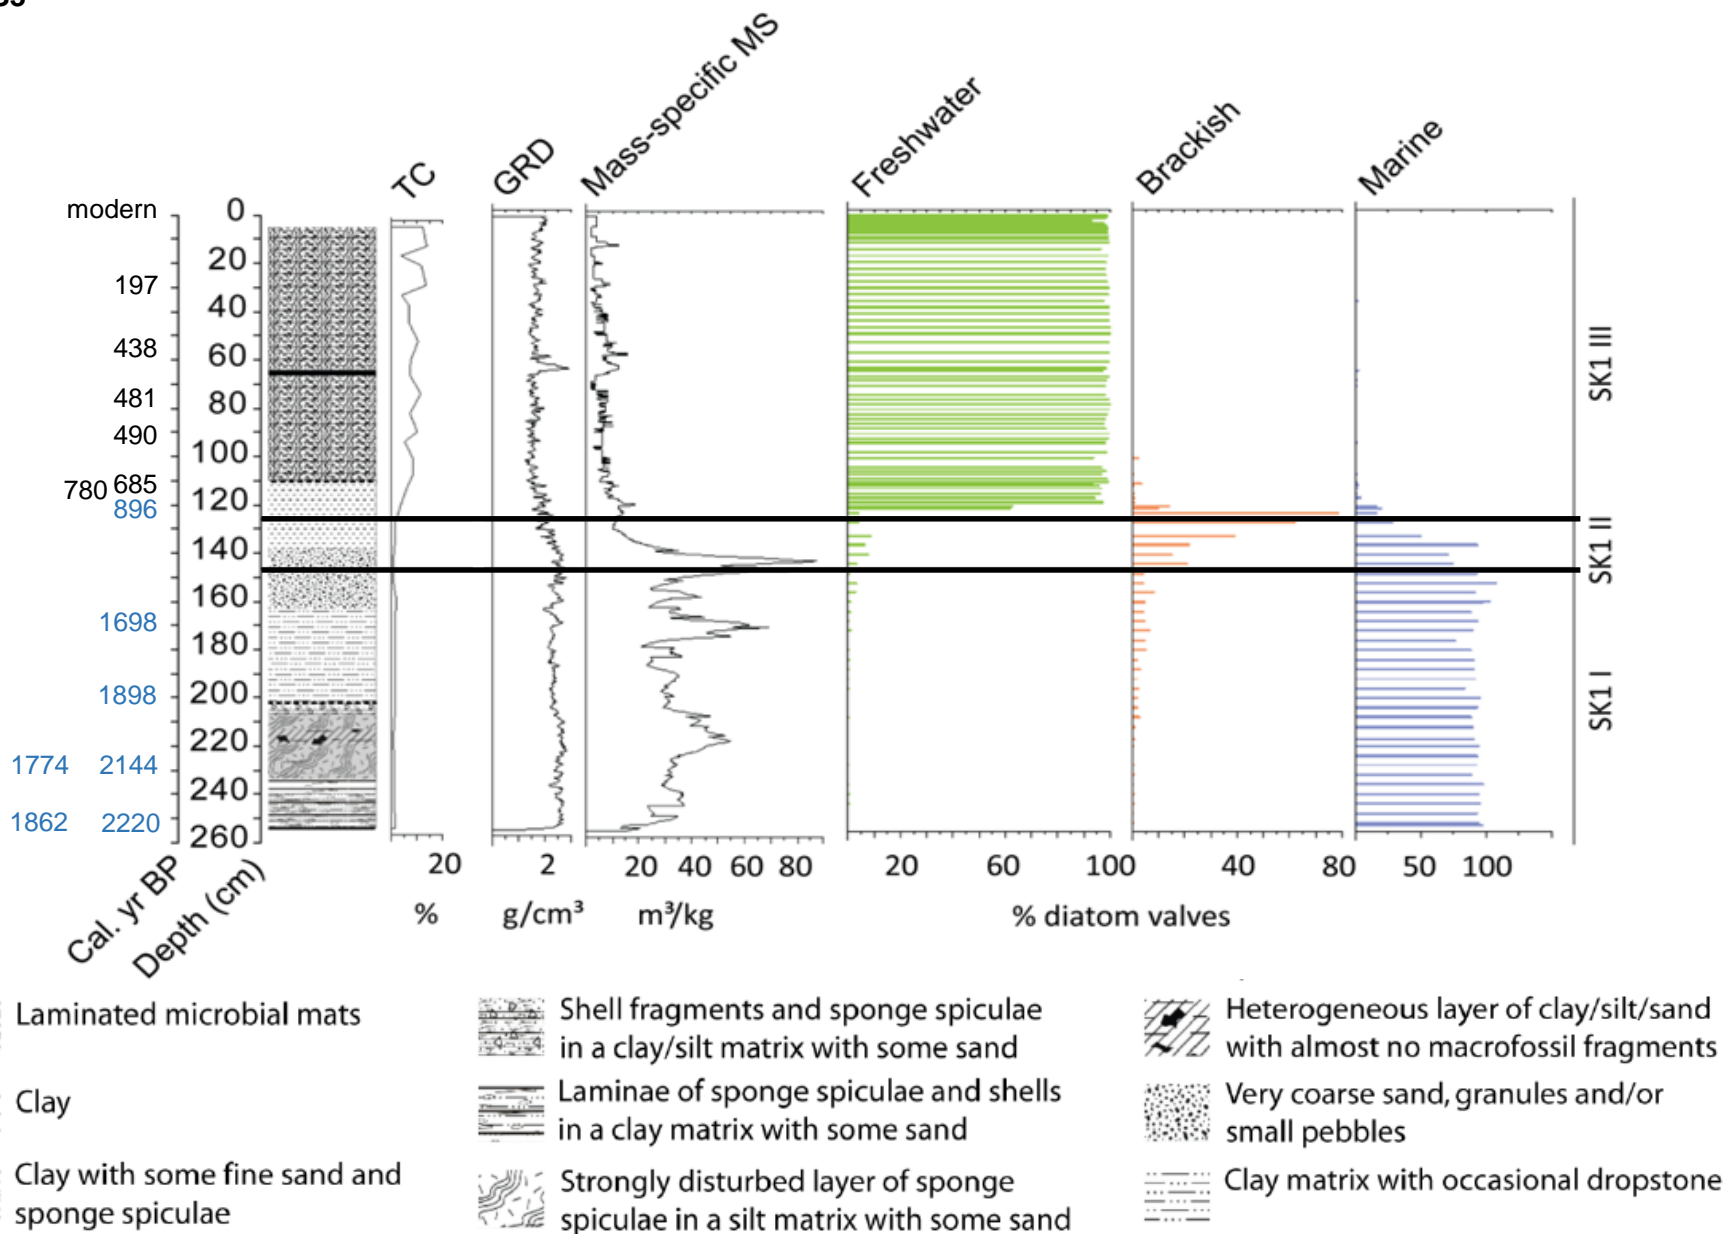 Mass-specific MS
TC
GRD
Freshwater
Brackish
Marine
modern
197
438
481
490
780 685
896
1698
1898
1774 2144
1862 2220
0
20
40
60
80
100
120
140
160
180
200
220
240
260
SK1 III
SK1 II
SK1 I
Cal. yr BP
Depth (cm)
20 2 20 40 60 80 20 60 100 40 80 50 100
% g/cm³ m³/kg % diatom valves
Laminated microbial mats
Clay
Clay with some fine sand and
sponge spiculae
Shell fragments and sponge spiculae
in a clay/silt matrix with some sand
Laminae of sponge spiculae and shells
in a clay matrix with some sand
Strongly disturbed layer of sponge
spiculae in a silt matrix with some sand
Heterogeneous layer of clay/silt/sand
with almost no macrofossil fragments
Very coarse sand, granules and/or
small pebbles
Clay matrix with occasional dropstone